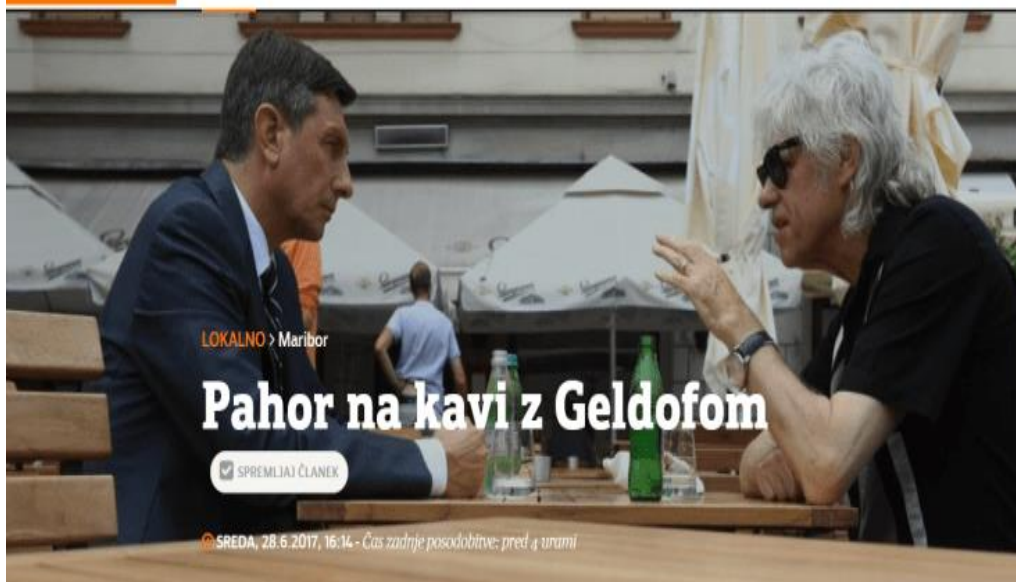 LOKALNO > Maribor
Pahor na kavi z Geldofom
SPREMLJAJ ČLANEK
SREDA, 28.6.2017, 16:14 - Čas zadnje posodobitve: pred 4 urami